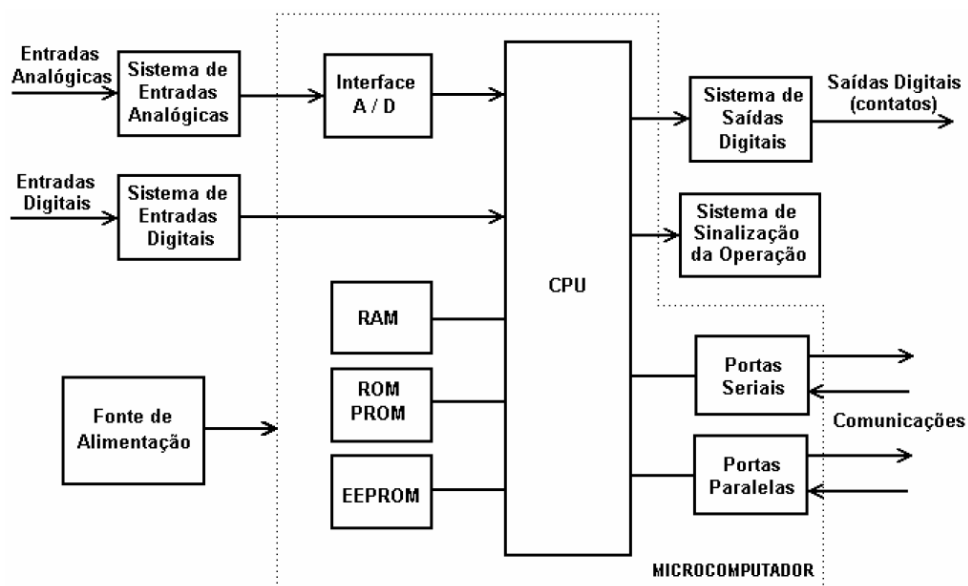 Entradas
Analógicas
Sistema de
Entradas
Analógicas
Interface
A / D
CPU
Sistema de
Saídas
Digitais
Saídas Digitais
(contatos)
Entradas
Digitais
Sistema de
Entradas
Digitais
Sistema de
Sinalização
da Operação
RAM
ROM
PROM
EEPROM
Fonte de
Alimentação
Portas
Seriais
Comunicações
Portas
Paralelas
MICROCOMPUTADOR